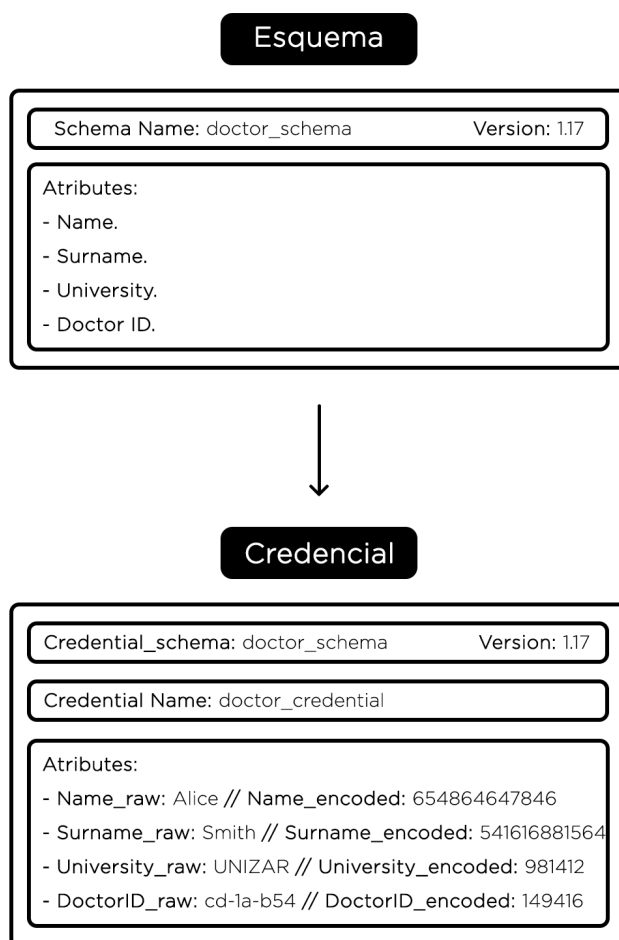 Esquema
Schema Name: doctor_schema Version: 1.17
Atributes:
- Name.
- Surname.
- University.
- Doctor ID.
Credencial
Credential_schema: doctor_schema Version: 1.17
Credential Name: doctor_credential
Atributes:
- Name_raw: Alice // Name_encoded: 654864647846
- Surname_raw: Smith // Surname_encoded: 541616881564
- University_raw: UNIZAR // University_encoded: 981412
- DoctorID_raw: cd-1a-b54 // DoctorID_encoded: 149416